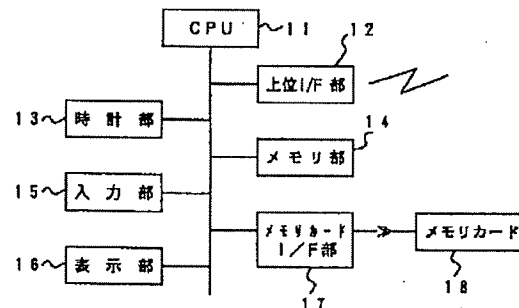 CPU
11
12
上位I/F部
13
時計部
14
メモリ部
15
入力部
メモリカード
I/F部
メモリカード
16
表示部
17
18